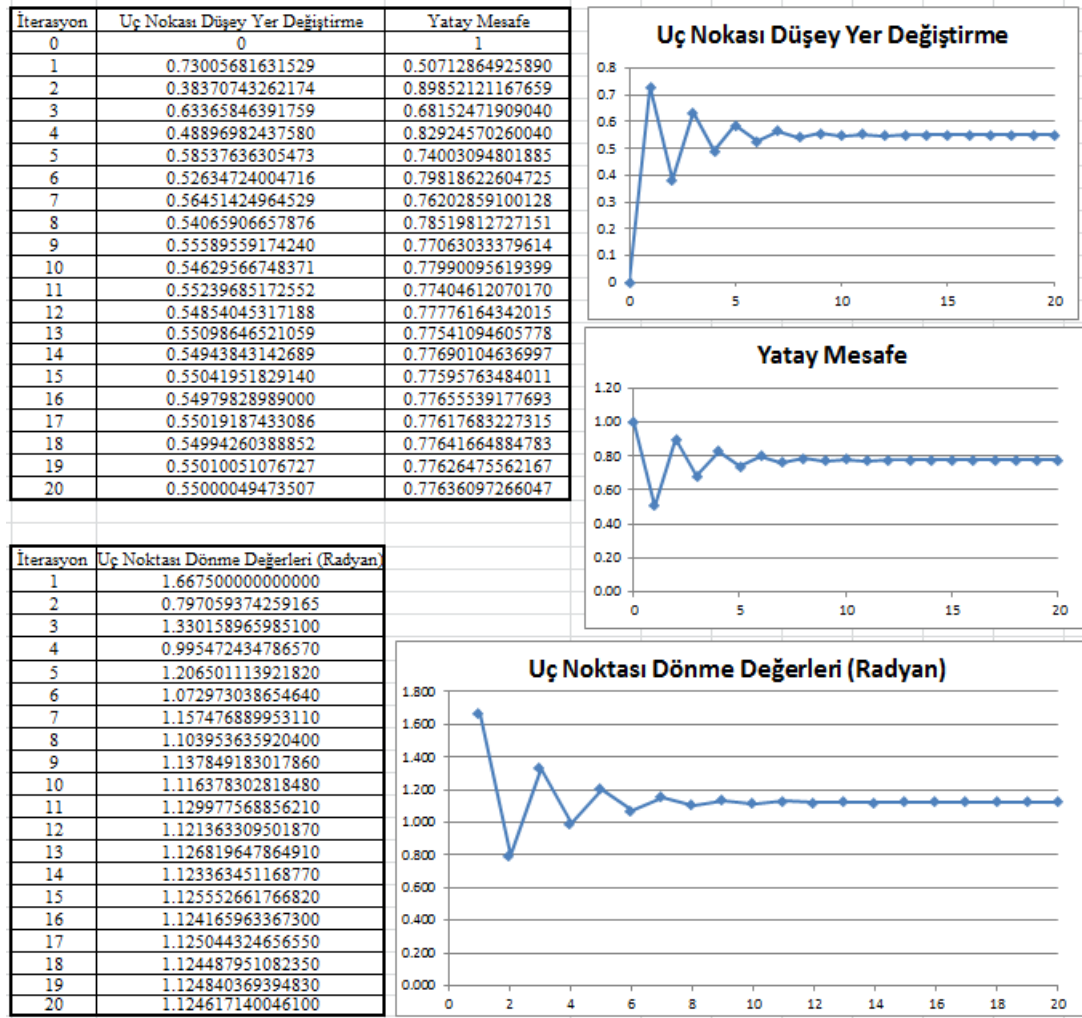 İterasyon Uç Nokası Düşey Yer Değiştirme Yatay Mesafe
0 0 1
1 0.73005681631529 0.50712864925890
2 0.38370743262174 0.89852121167659
3 0.63365846391759 0.68152471909040
4 0.48896982437580 0.82924570260040
5 0.58537636305473 0.74003094801885
6 0.52634724004716 0.79818622604725
7 0.56451424964529 0.76202859100128
8 0.54065906657876 0.78519812727151
9 0.55589559174240 0.77063033379614
10 0.54629566748371 0.77990095619399
11 0.55239685172552 0.77404612070170
12 0.54854045317188 0.77776164342015
13 0.55098646521059 0.77541094605778
14 0.54943843142689 0.77690104636997
15 0.55041951829140 0.77595763484011
16 0.54979828989000 0.77655539177693
17 0.55019187433086 0.77617683227315
18 0.54994260388852 0.77641664884783
19 0.55010051076727 0.77626475562167
20 0.55000049473507 0.77636097266047
Uç Nokası Düşey Yer Değiştirme
0.8
0.7
0.6
0.5
0.4
0.3
0.2
0.1
0
0 5 10 15 20
Yatay Mesafe
1.20
1.00
0.80
0.60
0.40
0.20
0.00
0 5 10 15 20
İterasyon Uç Noktası Dönme Değerleri (Radyan)
1 1.667500000000000
2 0.797059374259165
3 1.330158965985100
4 0.995472434786570
5 1.206501113921820
6 1.072973038654640
7 1.157476889953110
8 1.103953635920400
9 1.137849183017860
10 1.116378302818480
11 1.129977568856210
12 1.121363309501870
13 1.126819647864910
14 1.123363451168770
15 1.125552661766820
16 1.124165963367300
17 1.125044324656550
18 1.124487951082350
19 1.124840369394830
20 1.124617140046100
Uç Noktası Dönme Değerleri (Radyan)
1.800
1.600
1.400
1.200
1.000
0.800
0.600
0.400
0.200
0.000
0 2 4 6 8 10 12 14 16 18 20